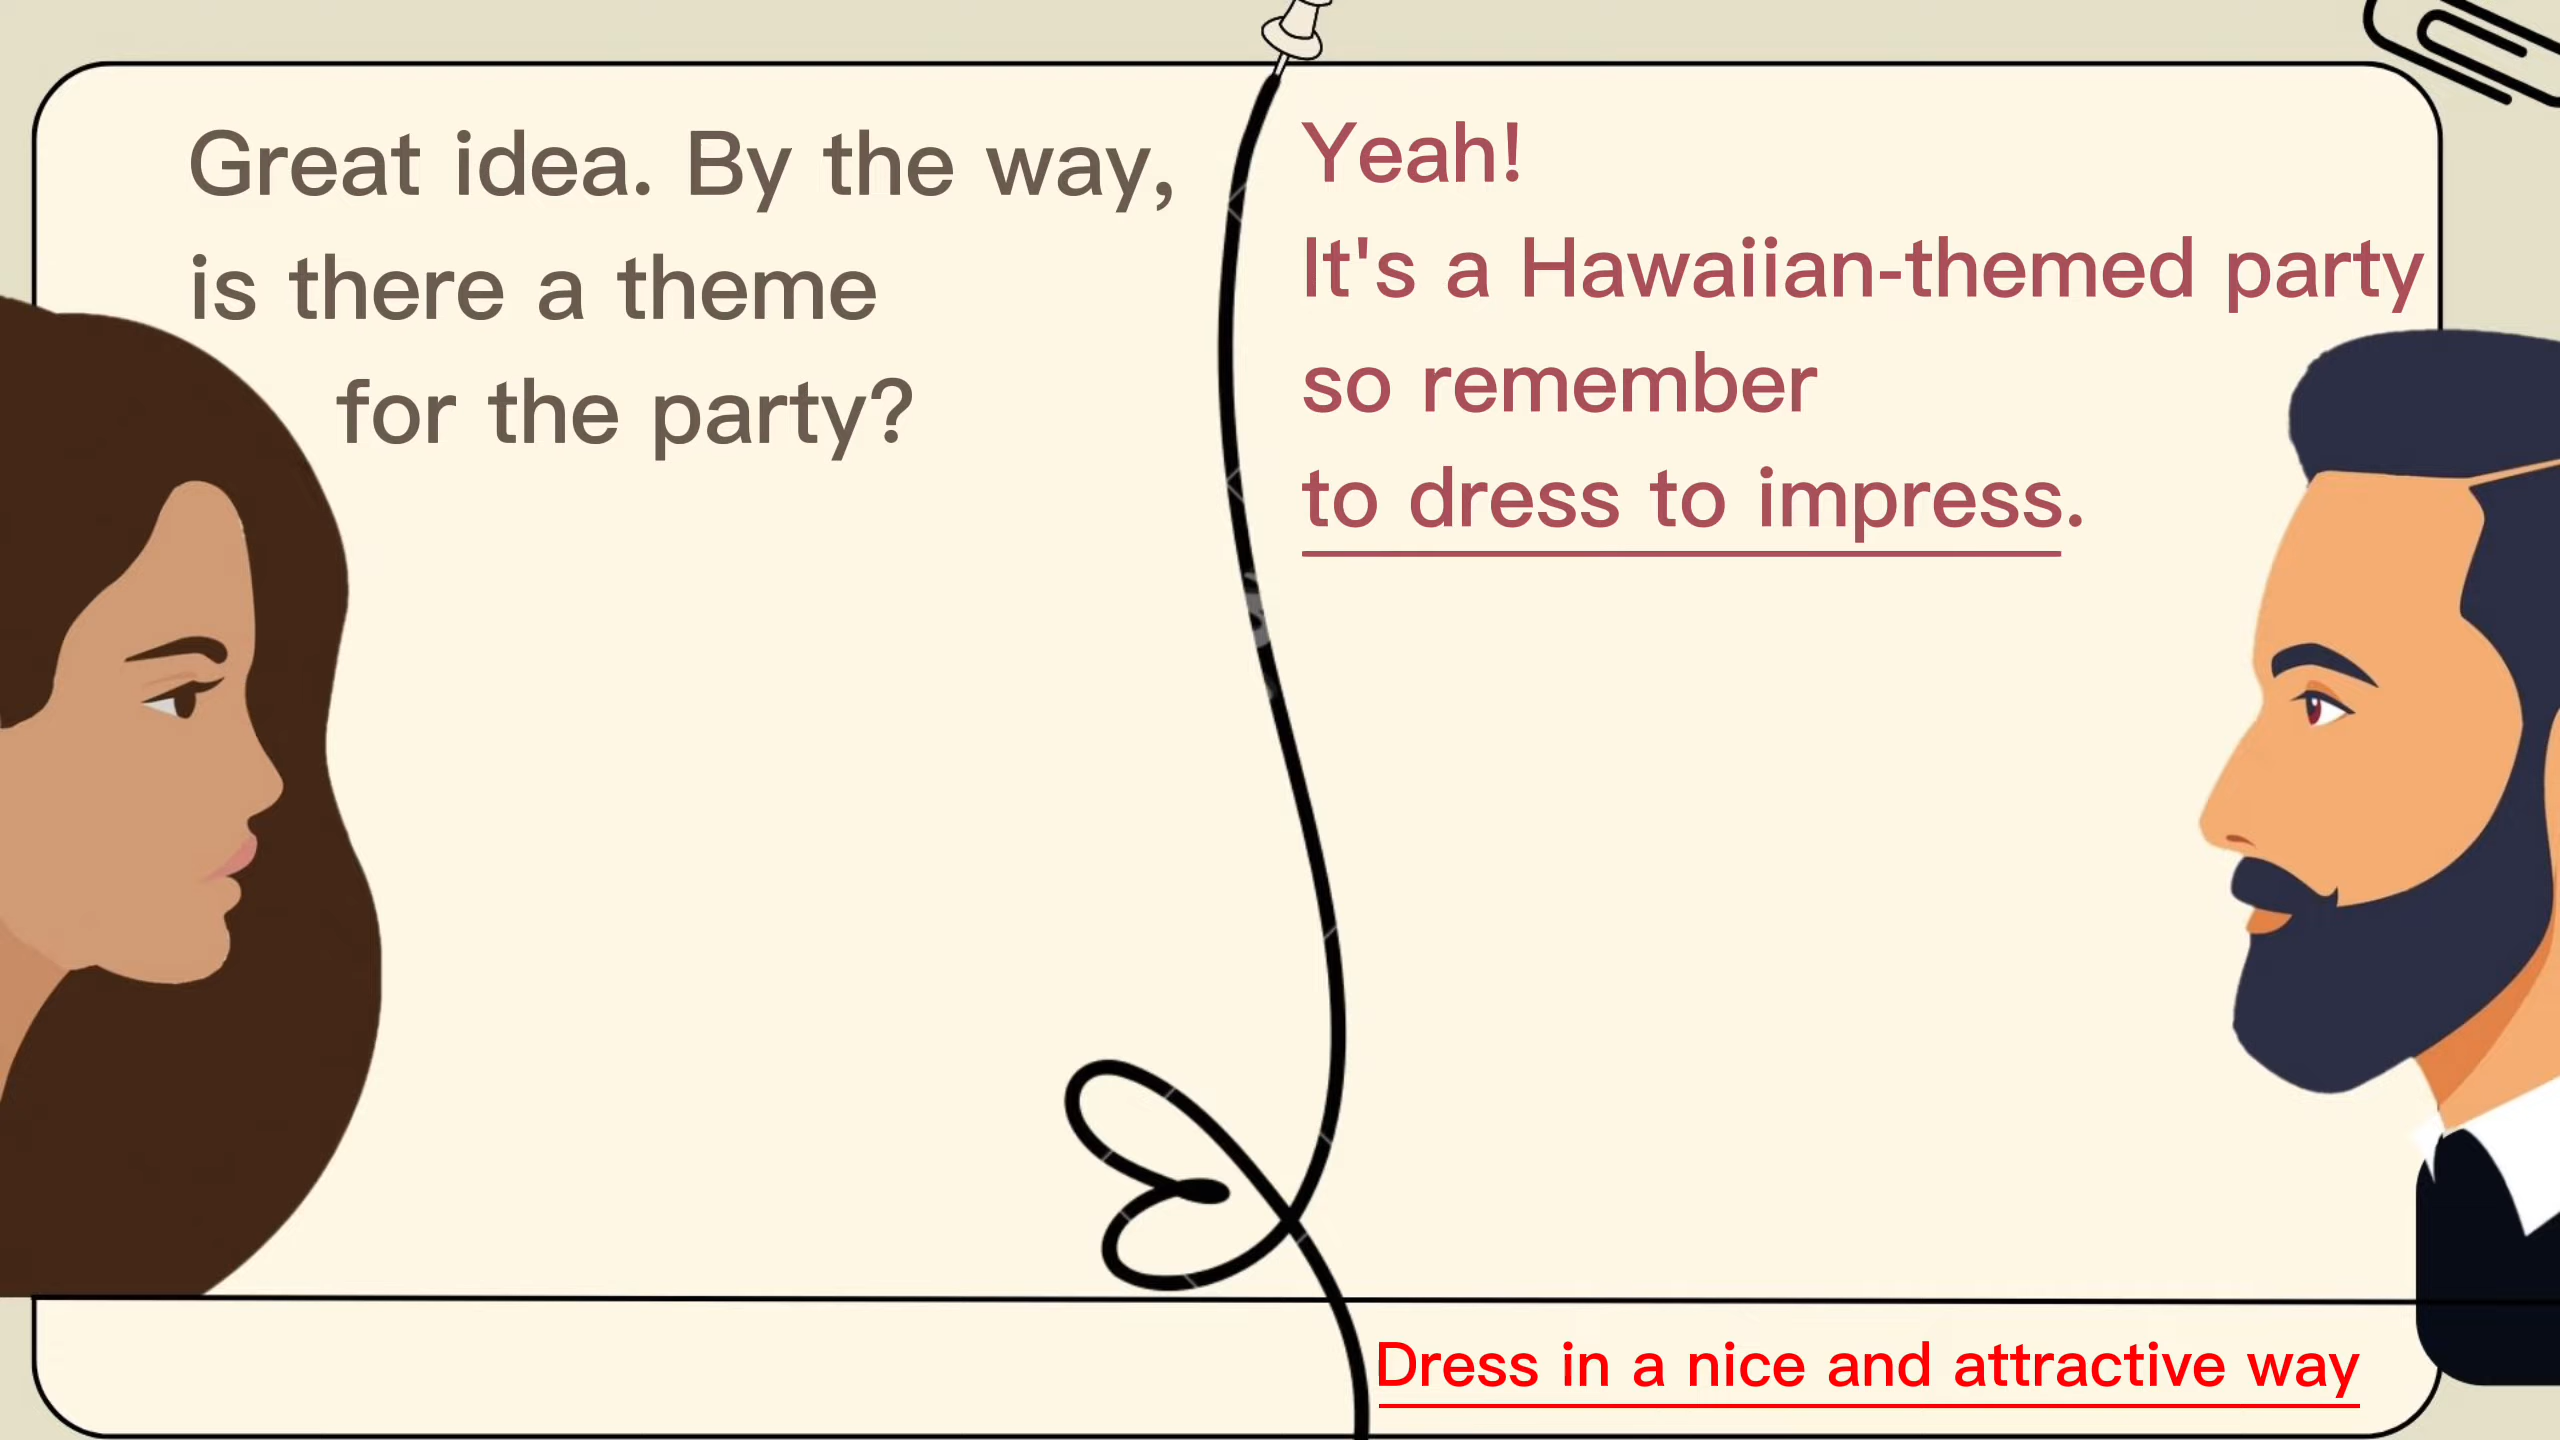 Great idea. By the way,
is there a theme
for the party?
Yeah!
It's a Hawaiian-themed party
so remember
to dress to impress.
Dress in a nice and attractive way